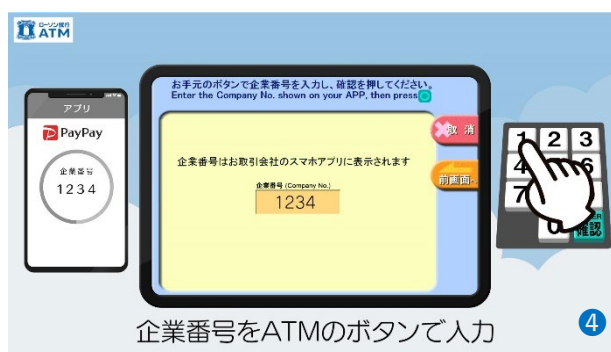 ローソン銀行
ATM
アプリ
PayPay
企業番号
1234
お手元のボタンで企業番号を入力し、確認を押してください。
Enter the Company No. shown on your APP, then press
取 消
前画面
企業番号はお取引会社のスマホアプリに表示されます
企業番号 (Company No.)
1234
1 2 3
4 6
7
0 確認
企業番号をATMのボタンで入力
4